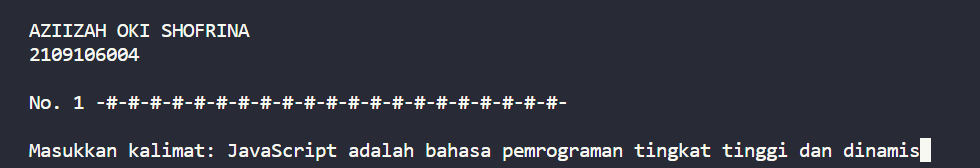 AZIIZAH OKI SHOFRINA
2109106004
No. 1 -#-#-#-#-#-#-#-#-#-#-#-#-#-#-#-#-#-#-#-#-#-
Masukkan kalimat: JavaScript adalah bahasa pemrograman tingkat tinggi dan dinamis